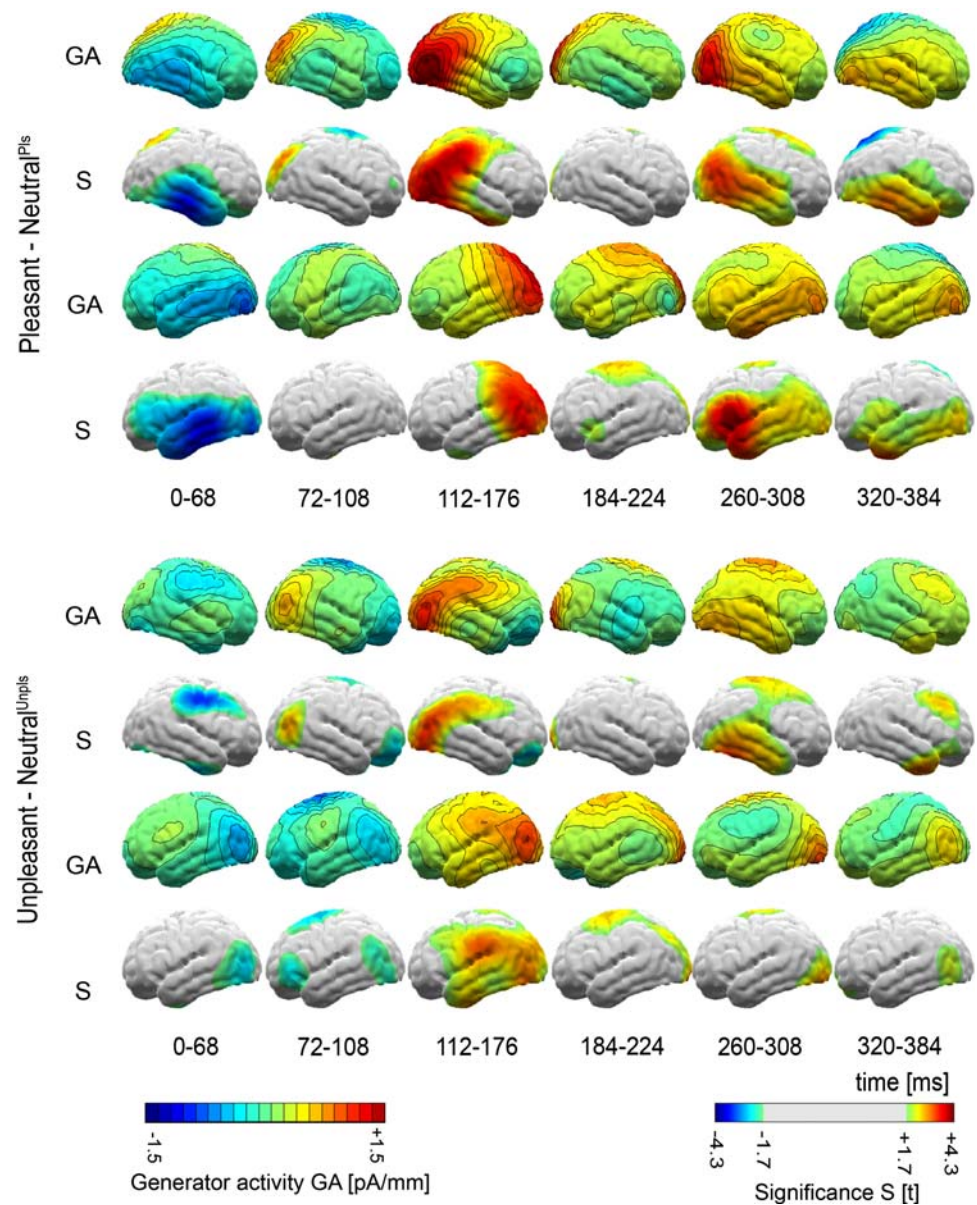 GA
S
Pleasant - Neutral^Pls
GA
S
0-68 72-108 112-176 184-224 260-308 320-384
GA
S
Unpleasant - Neutral^Unpls
GA
S
0-68 72-108 112-176 184-224 260-308 320-384
time [ms]
-1.5 +1.5
Generator activity GA [pA/mm]
-4.3 -1.7 +1.7 +4.3
Significance S [t]